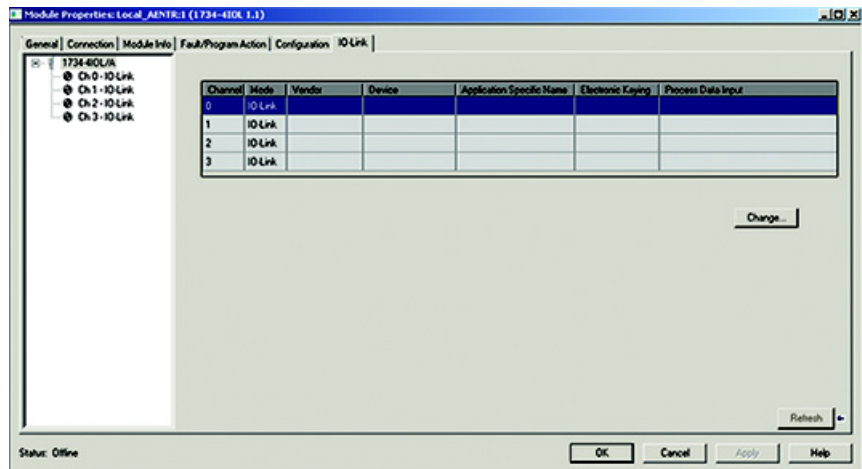 Module Properties: Local_AENTR:1 (1734-4IOL 1.1)
General | Connection | Module Info | Fault/Program Action | Configuration | IO-Link
1734-4IOL/A
Ch 0 - IO-Link
Ch 1 - IO-Link
Ch 2 - IO-Link
Ch 3 - IO-Link
Channel Mode Vendor Device Application Specific Name Electronic Keying Process Data Input
0 IO-Link
1 IO-Link
2 IO-Link
3 IO-Link
Change...
Refresh
Status: Offline
OK Cancel Apply Help